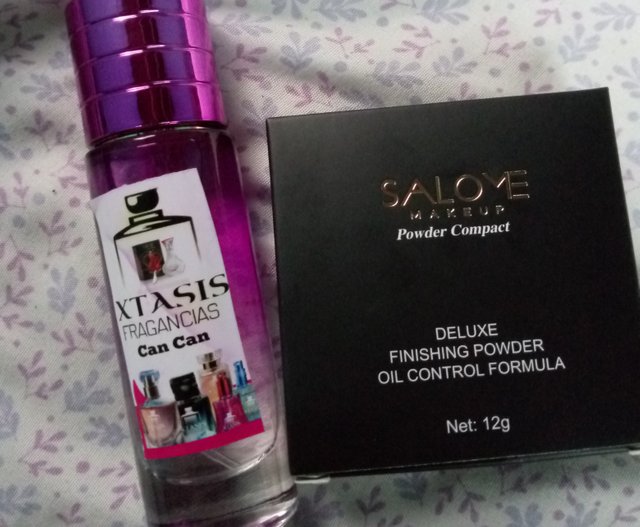 XTASIS
FRAGANCIAS
Can Can
SALOME
MAKEUP
Powder Compact
DELUXE
FINISHING POWDER
OIL CONTROL FORMULA
Net: 12g